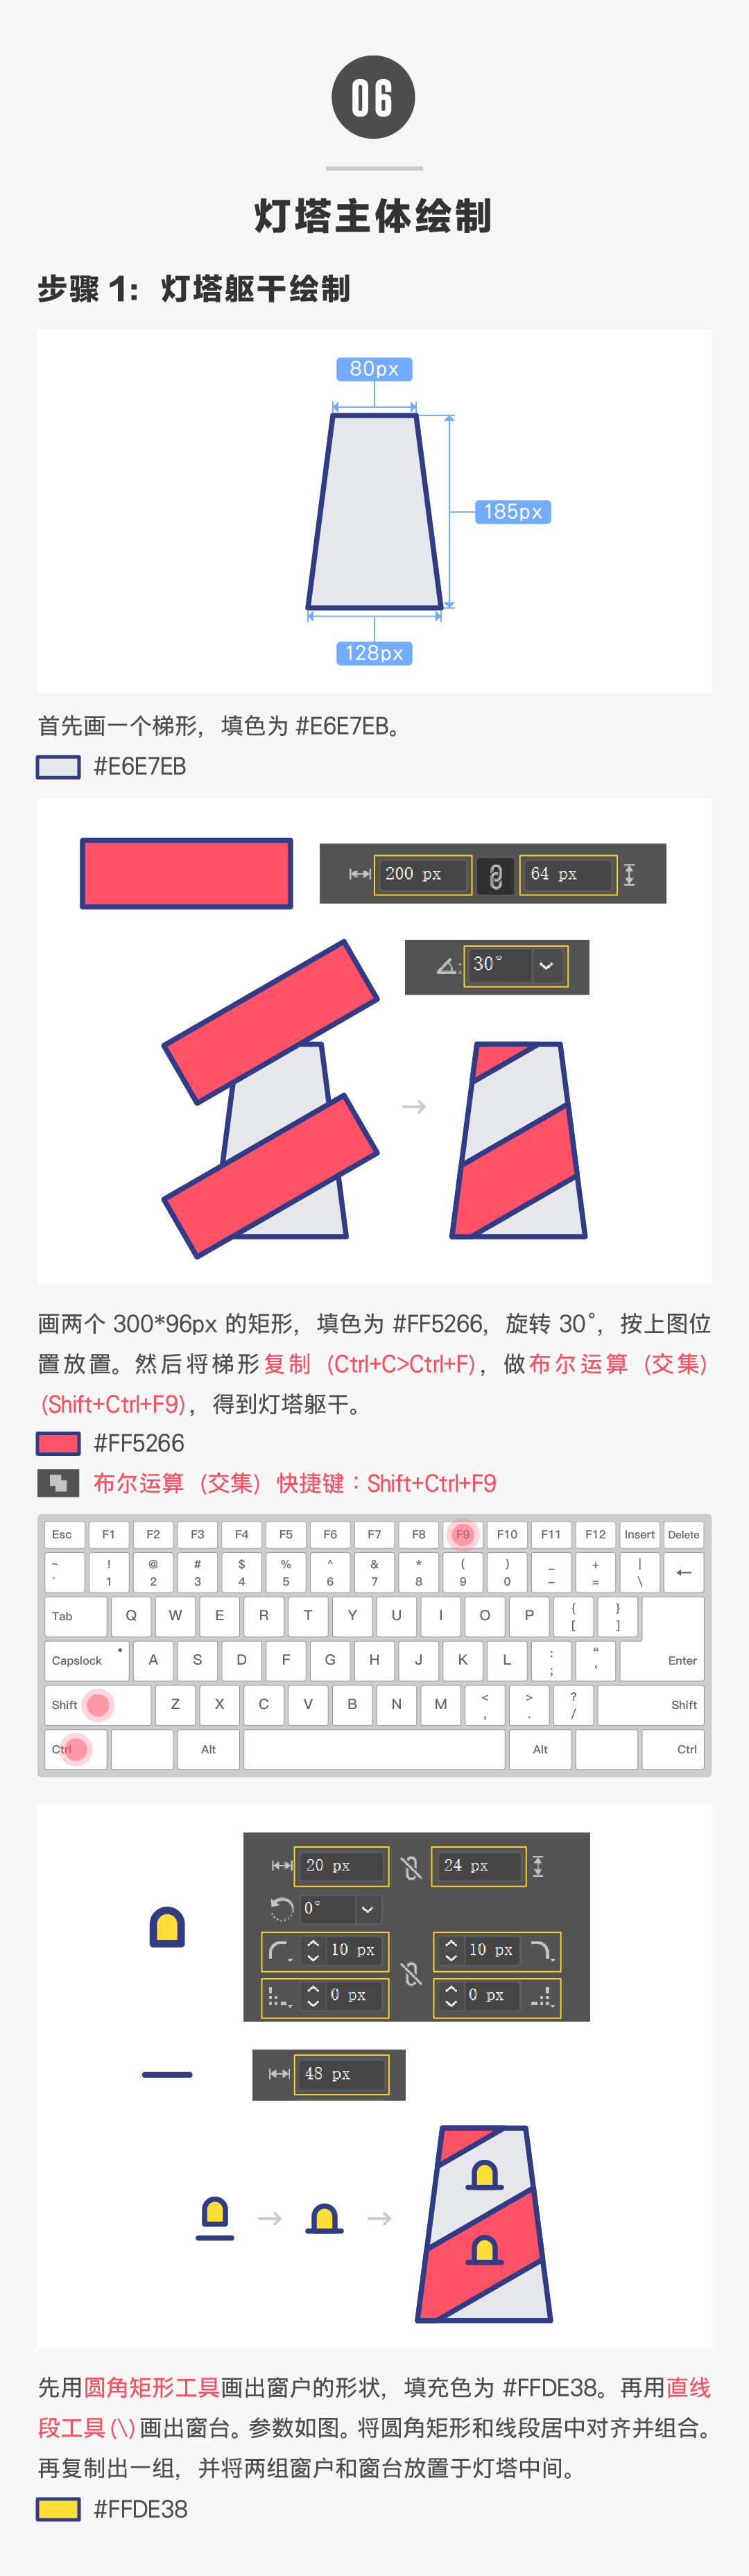 06
灯塔主体绘制
步骤 1：灯塔躯干绘制
80px
185px
128px
首先画一个梯形，填色为 #E6E7EB。
#E6E7EB
200 px 64 px
30°
画两个 300*96px 的矩形，填色为 #FF5266，旋转 30°，按上图位
置放置。然后将梯形复制（Ctrl+C>Ctrl+F），做布尔运算（交集）
(Shift+Ctrl+F9)，得到灯塔躯干。
#FF5266
布尔运算（交集）快捷键：Shift+Ctrl+F9
Esc F1 F2 F3 F4 F5 F6 F7 F8 F9 F10 F11 F12 Insert Delete
~ ! @ # $ % ^ & * ( ) _ + |
` 1 2 3 4 5 6 7 8 9 0 – = \ ←
Tab Q W E R T Y U I O P { }
[ ]
Capslock A S D F G H J K L : “ Enter
; ‘
Shift Z X C V B N M < > ? Shift
, . /
Ctrl Alt Alt Ctrl
20 px 24 px
0°
10 px 10 px
0 px 0 px
48 px
先用圆角矩形工具画出窗户的形状，填充色为 #FFDE38。再用直线
段工具(\)画出窗台。参数如图。将圆角矩形和线段居中对齐并组合。
再复制出一组，并将两组窗户和窗台放置于灯塔中间。
#FFDE38